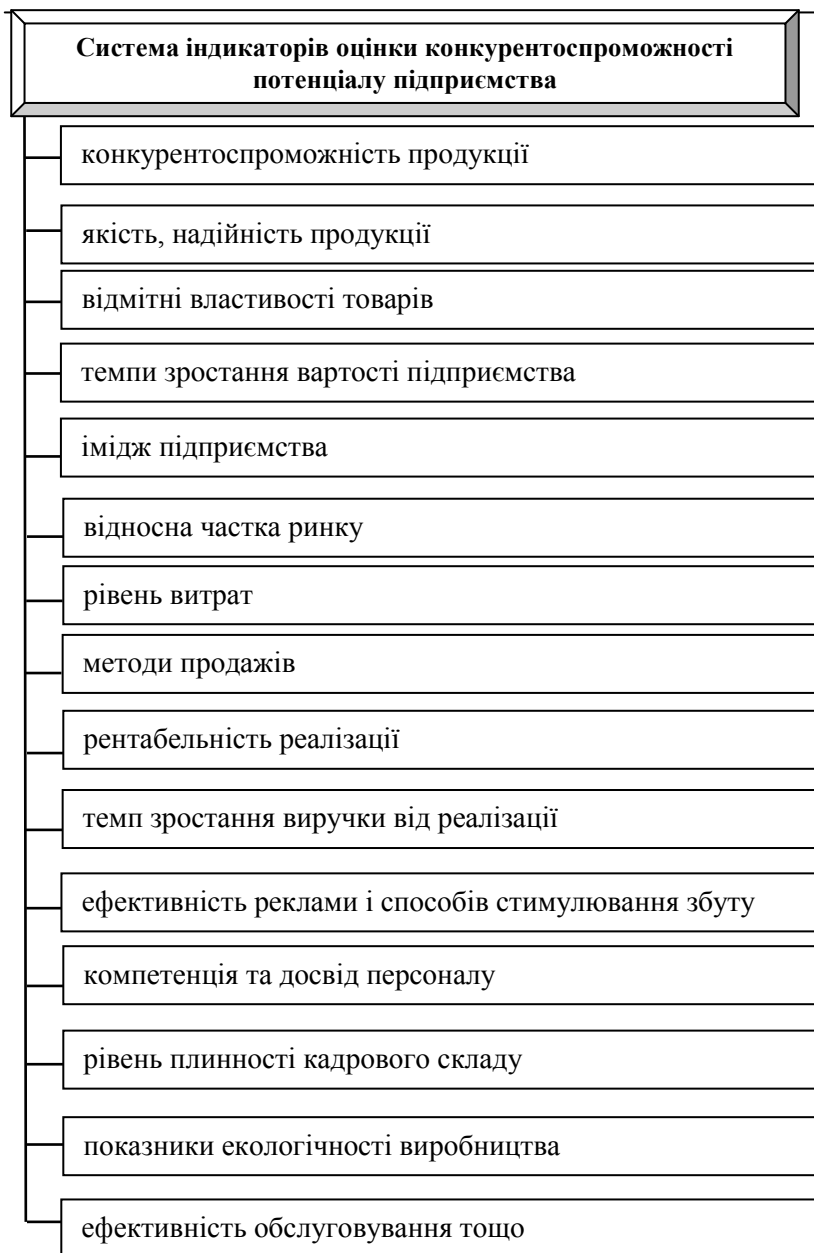 Система індикаторів оцінки конкурентоспроможності
потенціалу підприємства
конкурентоспроможність продукції
якість, надійність продукції
відмітні властивості товарів
темпи зростання вартості підприємства
імідж підприємства
відносна частка ринку
рівень витрат
методи продажів
рентабельність реалізації
темп зростання виручки від реалізації
ефективність реклами і способів стимулювання збуту
компетенція та досвід персоналу
рівень плинності кадрового складу
показники екологічності виробництва
ефективність обслуговування тощо